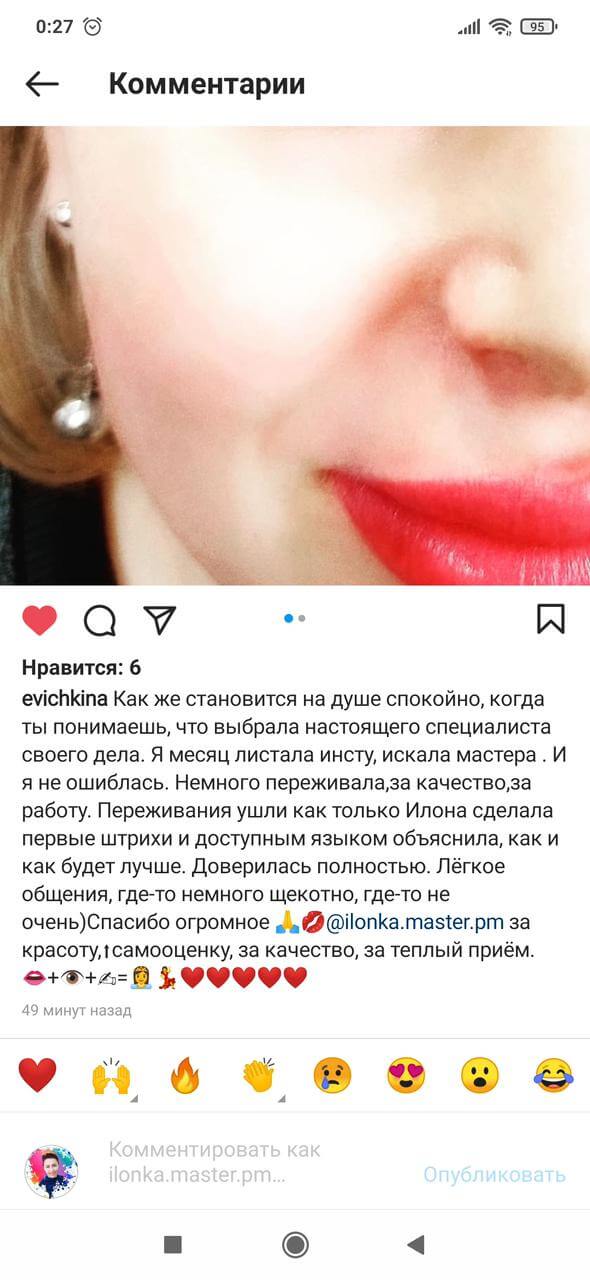 0:27
95
Комментарии
Нравится: 6
evichkina Как же становится на душе спокойно, когда
ты понимаешь, что выбрала настоящего специалиста
своего дела. Я месяц листала инсту, искала мастера . И
я не ошиблась. Немного переживала,за качество,за
работу. Переживания ушли как только Илона сделала
первые штрихи и доступным языком объяснила, как и
как будет лучше. Доверилась полностью. Лёгкое
общения, где-то немного щекотно, где-то не
очень)Спасибо огромное 🙏💋@ilonka.master.pm за
красоту,↑самооценку, за качество, за теплый приём.
👄+👁️+✍️=👸💃❤️❤️❤️❤️❤️
49 минут назад
Комментировать как
ilonka.master.pm...
Опубликовать